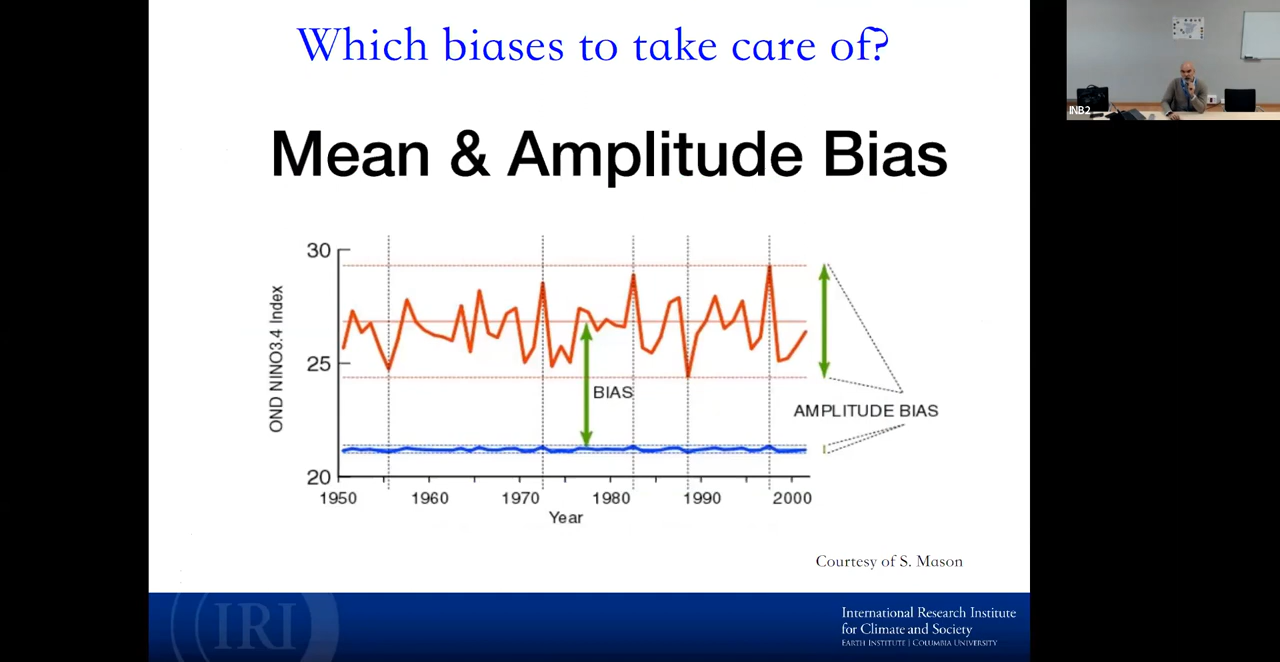 Which biases to take care of?
INB2
Mean & Amplitude Bias
30
25
20
OND NINO3.4 Index
BIAS
AMPLITUDE BIAS
1950 1960 1970 1980 1990 2000
Year
Courtesy of S. Mason
IRI
International Research Institute
for Climate and Society
EARTH INSTITUTE | COLUMBIA UNIVERSITY